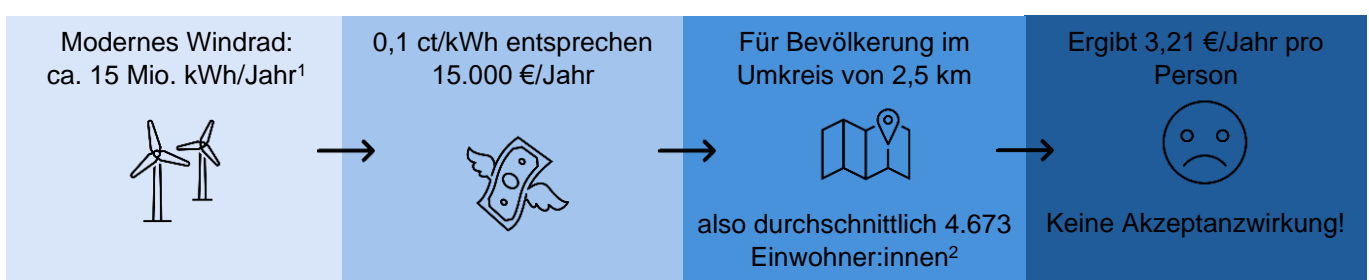 Modernes Windrad:
ca. 15 Mio. kWh/Jahr¹
0,1 ct/kWh entsprechen
15.000 €/Jahr
Für Bevölkerung im
Umkreis von 2,5 km
also durchschnittlich 4.673
Einwohner:innen²
Ergibt 3,21 €/Jahr pro
Person
Keine Akzeptanzwirkung!